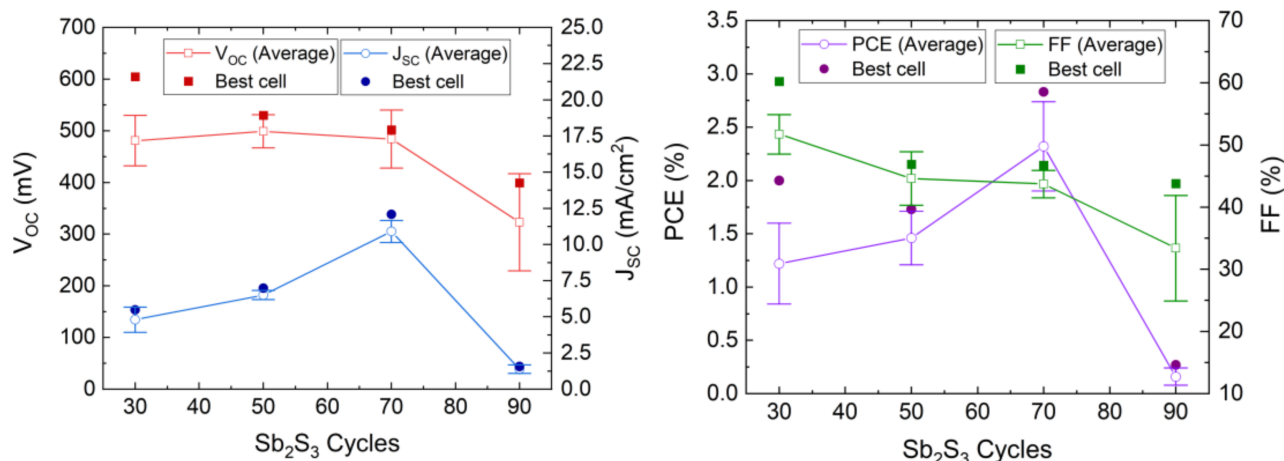 700
600
500
400
300
200
100
0
V_OC (mV)
V_OC (Average)
Best cell
J_SC (Average)
Best cell
25.0
22.5
20.0
17.5
15.0
12.5
10.0
7.5
5.0
2.5
0.0
J_SC (mA/cm²)
30 40 50 60 70 80 90
Sb₂S₃ Cycles
3.5
3.0
2.5
2.0
1.5
1.0
0.5
0.0
PCE (%)
PCE (Average)
Best cell
FF (Average)
Best cell
70
60
50
40
30
20
10
FF (%)
30 40 50 60 70 80 90
Sb₂S₃ Cycles